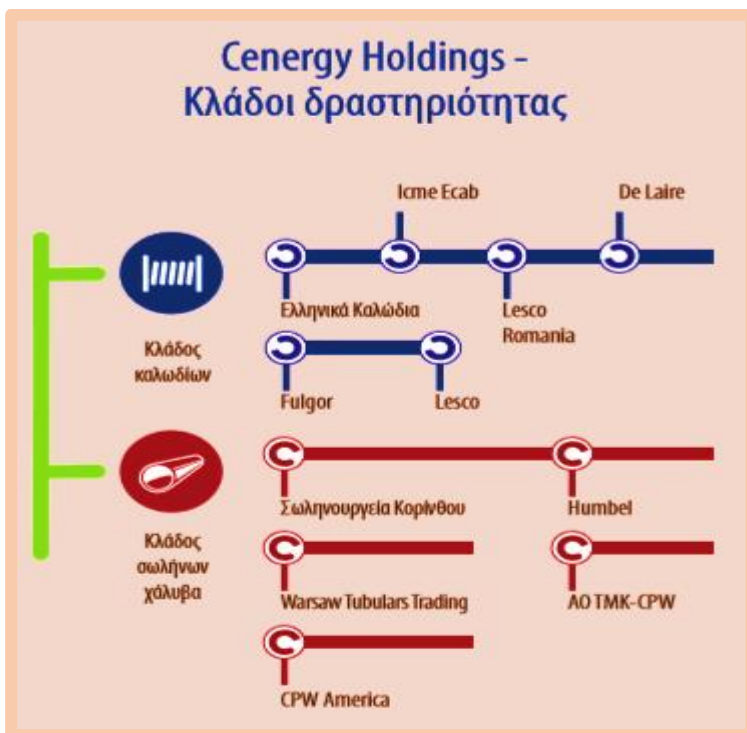 Cenergy Holdings -
Κλάδοι δραστηριότητας
Icme Ecab
De Laire
Ελληνικά Καλώδια
Lesco
Romania
Κλάδος
καλωδίων
Fulgor
Lesco
Σωληνουργεία Κορίνθου
Humbel
Κλάδος
σωλήνων
χάλυβα
Warsaw Tubulars Trading
AO TMK-CPW
CPW America